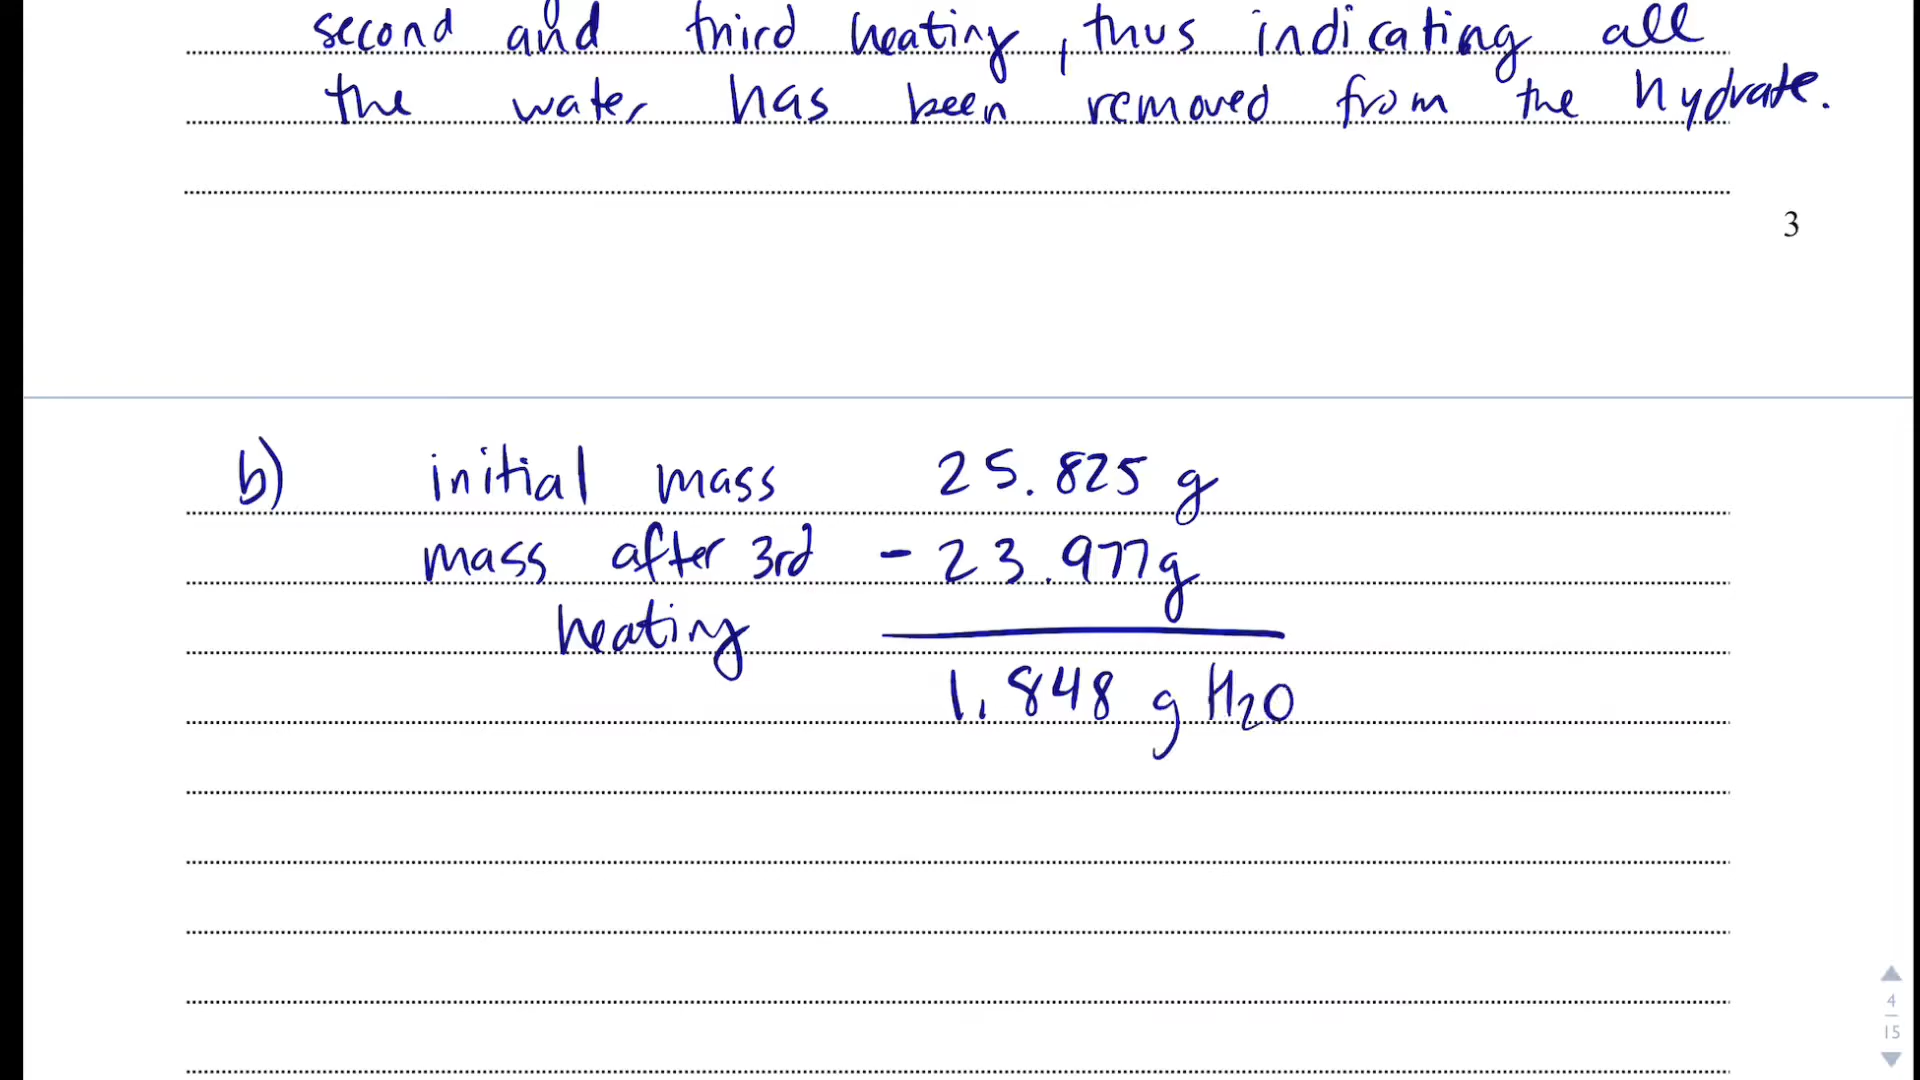 second and third heating, thus indicating all
the water has been removed from the hydrate.
3
b) initial mass 25.825 g
mass after 3rd - 23.977g
heating
1.848 g H2O
4
15